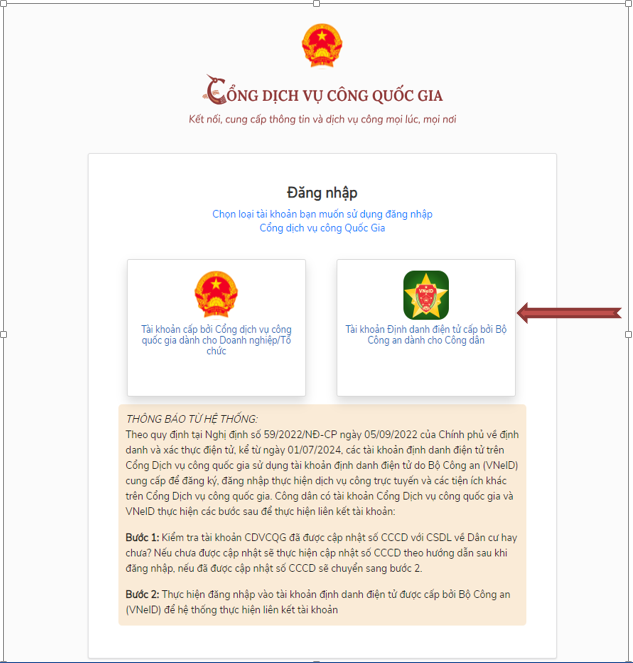 CỔNG DỊCH VỤ CÔNG QUỐC GIA
Kết nối, cung cấp thông tin và dịch vụ công mọi lúc, mọi nơi
Đăng nhập
Chọn loại tài khoản bạn muốn sử dụng đăng nhập
Cổng dịch vụ công Quốc Gia
Tài khoản cấp bởi Cổng dịch vụ công
quốc gia dành cho Doanh nghiệp/Tổ
chức
VNeID
Tài khoản Định danh điện tử cấp bởi Bộ
Công an dành cho Công dân
THÔNG BÁO TỪ HỆ THỐNG:
Theo quy định tại Nghị định số 59/2022/NĐ-CP ngày 05/09/2022 của Chính phủ về định
danh và xác thực điện tử, kể từ ngày 01/07/2024, các tài khoản định danh điện tử trên
Cổng Dịch vụ công quốc gia sử dụng tài khoản định danh điện tử do Bộ Công an (VNeID)
cung cấp để đăng ký, đăng nhập thực hiện dịch vụ công trực tuyến và các tiện ích khác
trên Cổng Dịch vụ công quốc gia. Công dân có tài khoản Cổng Dịch vụ công quốc gia và
VNeID thực hiện các bước sau để thực hiện liên kết tài khoản:
Bước 1: Kiểm tra tài khoản CDVCQG đã được cập nhật số CCCD với CSDL về Dân cư hay
chưa? Nếu chưa được cập nhật sẽ thực hiện cập nhật số CCCD theo hướng dẫn sau khi
đăng nhập, nếu đã được cập nhật số CCCD sẽ chuyển sang bước 2.
Bước 2: Thực hiện đăng nhập vào tài khoản định danh điện tử được cấp bởi Bộ Công an
(VNeID) để hệ thống thực hiện liên kết tài khoản